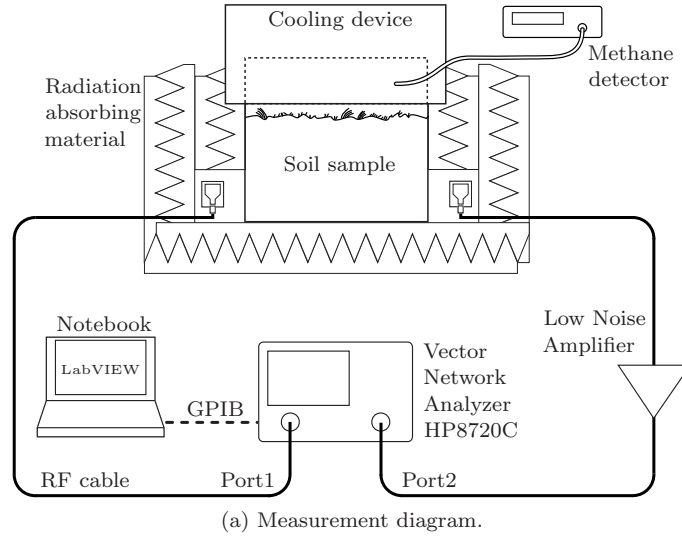 Cooling device
Methane
detector
Radiation
absorbing
material
Soil sample
Notebook
LabVIEW
GPIB
Vector
Network
Analyzer
HP8720C
Low Noise
Amplifier
RF cable
Port1
Port2
(a) Measurement diagram.